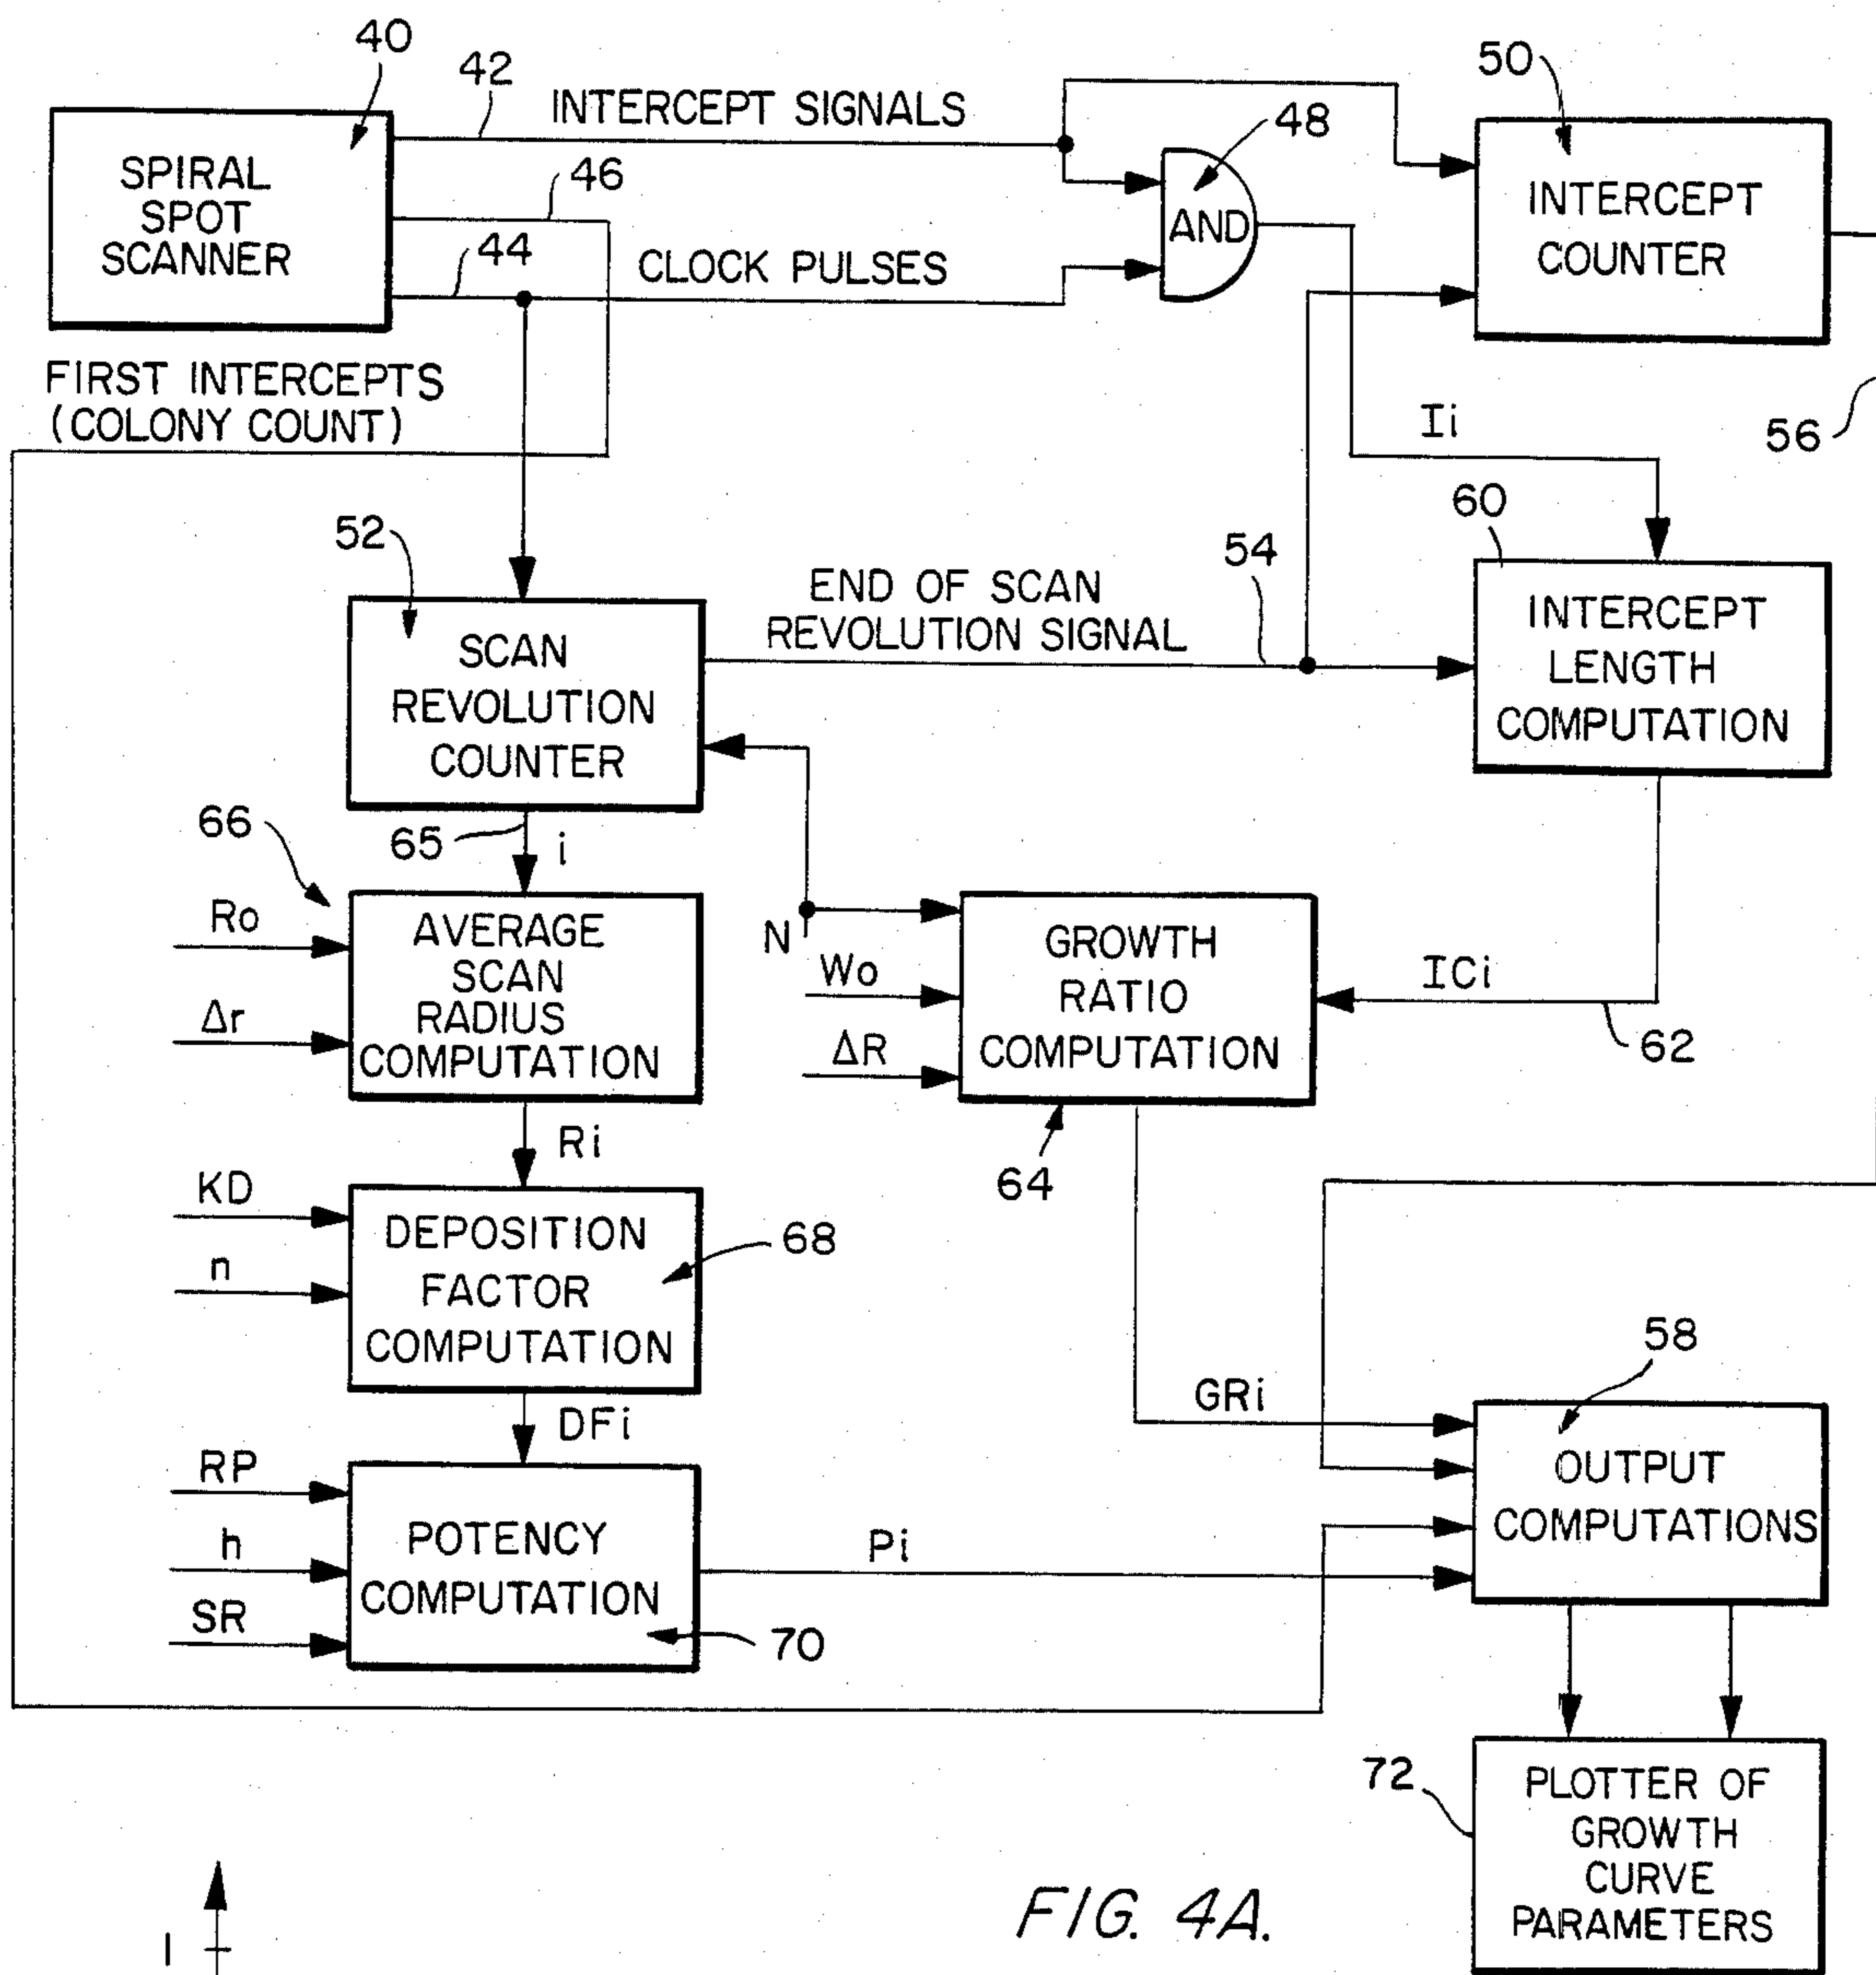 40
42
INTERCEPT SIGNALS
50
48
46
SPIRAL
SPOT
SCANNER
44
CLOCK PULSES
AND
INTERCEPT
COUNTER
FIRST INTERCEPTS
(COLONY COUNT)
Ii
56
60
52
54
END OF SCAN
REVOLUTION SIGNAL
SCAN
REVOLUTION
COUNTER
INTERCEPT
LENGTH
COMPUTATION
66
65
i
Ro
Δr
AVERAGE
SCAN
RADIUS
COMPUTATION
N
Wo
ΔR
GROWTH
RATIO
COMPUTATION
ICi
62
Ri
64
KD
n
DEPOSITION
FACTOR
COMPUTATION
68
58
GRi
DFi
RP
h
SR
POTENCY
COMPUTATION
70
Pi
OUTPUT
COMPUTATIONS
72
PLOTTER OF
GROWTH
CURVE
PARAMETERS
FIG. 4A.
1